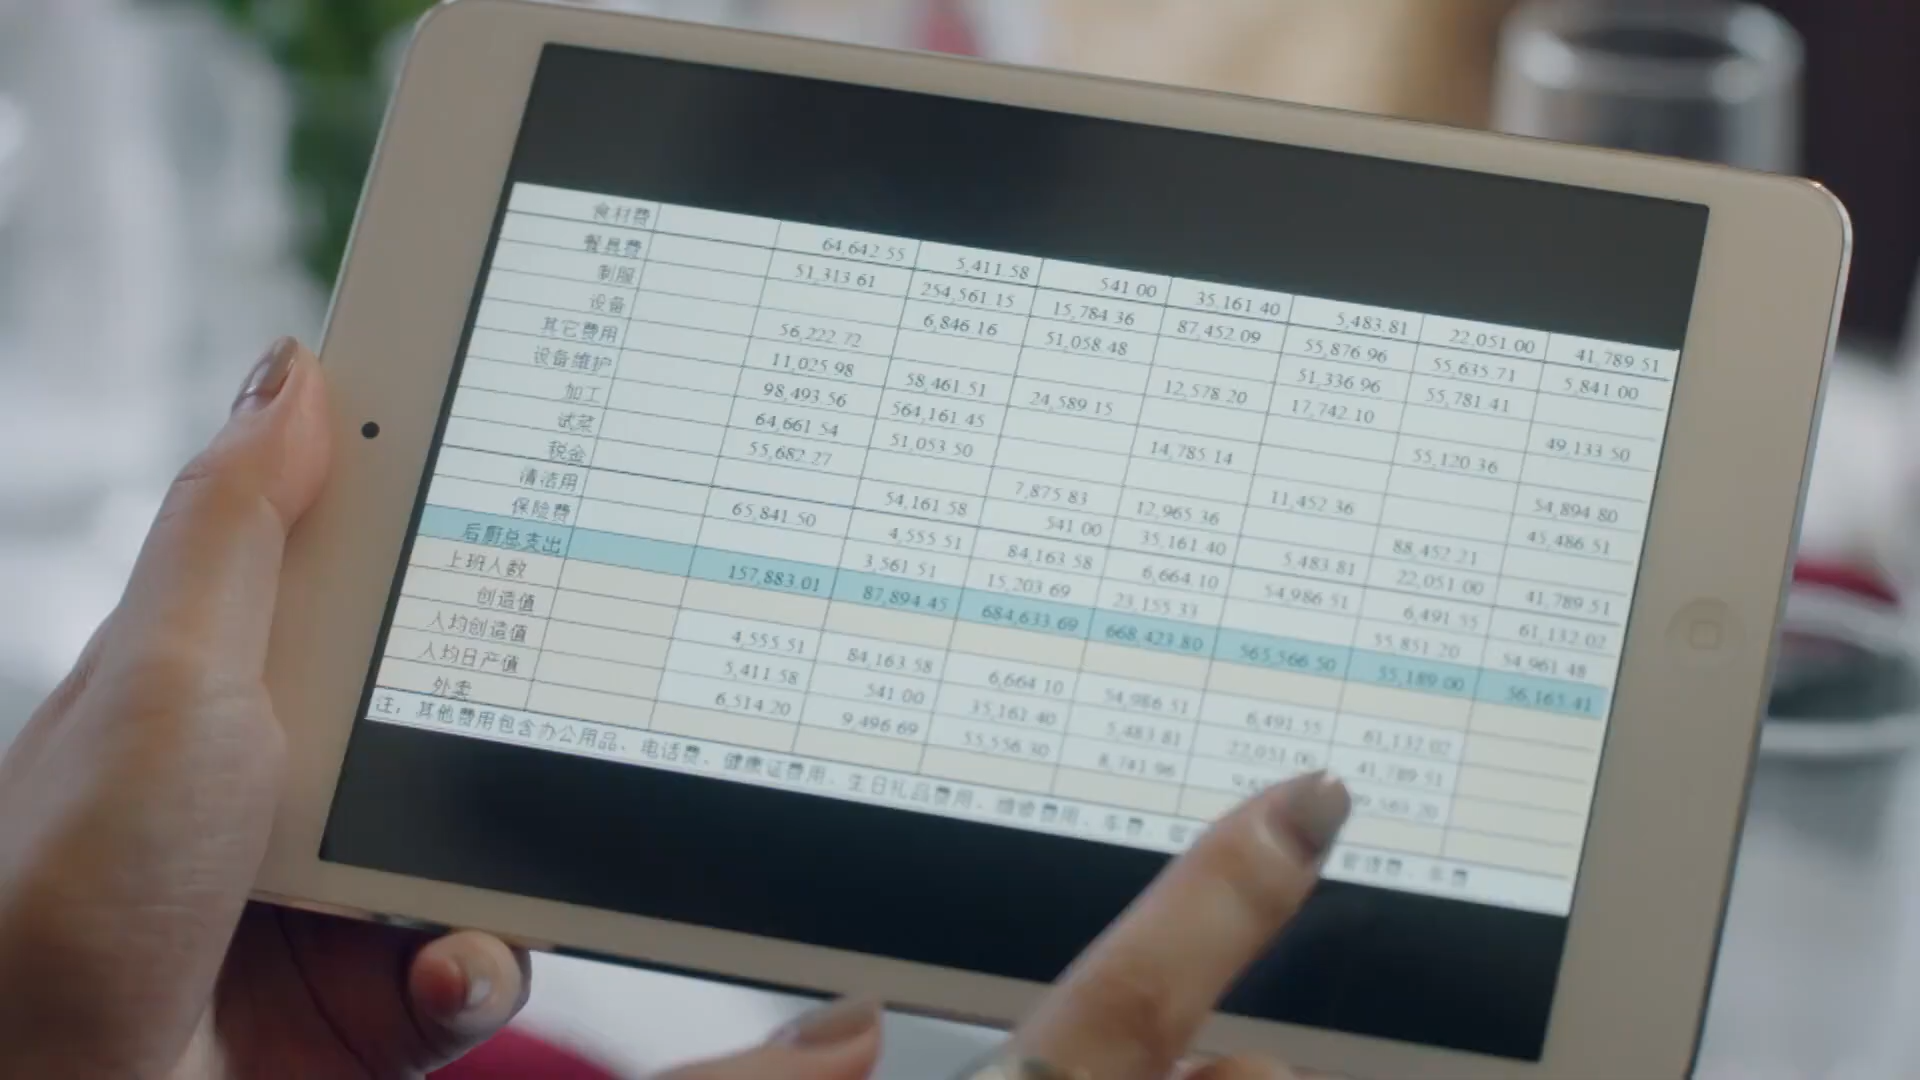 食材费 64,642.55 5,411.58 541.00 35,161.40 5,483.81 22,051.00 41,789.51
餐具费 51,313.61 254,561.15 15,784.36 87,452.09 55,876.96 55,635.71 5,841.00
制服 6,846.16 51,058.48 51,336.96 55,781.41
设备 56,222.72 12,578.20 17,742.10 49,133.50
其它费用 11,025.98 58,461.51 24,589.15 55,120.36
设备维护 98,493.56 564,161.45 14,785.14 54,894.80
加工 64,661.54 51,053.50 11,452.36 45,486.51
试菜 55,682.27 7,875.83 12,965.36 88,452.21
税金 54,161.58 541.00 35,161.40 5,483.81 22,051.00 41,789.51
清洁用 65,841.50 4,555.51 84,163.58 6,664.10 54,986.51 6,491.55 61,132.02
保险费 3,561.51 15,203.69 23,155.33 54,961.48
后厨总支出 157,883.01 87,894.45 684,633.69 668,423.80 565,566.50 55,189.00 56,165.41
上班人数
创造值 4,555.51 84,163.58 6,664.10 54,986.51 6,491.55 61,132.02
人均创造值 5,411.58 541.00 35,161.40 5,483.81 22,051.00 41,789.51
人均日产值 6,514.20 9,496.69 55,556.30 8,741.96
外卖
注：其他费用包含办公用品、电话费、健康证费用、生日礼品费用、维修费用、车费、